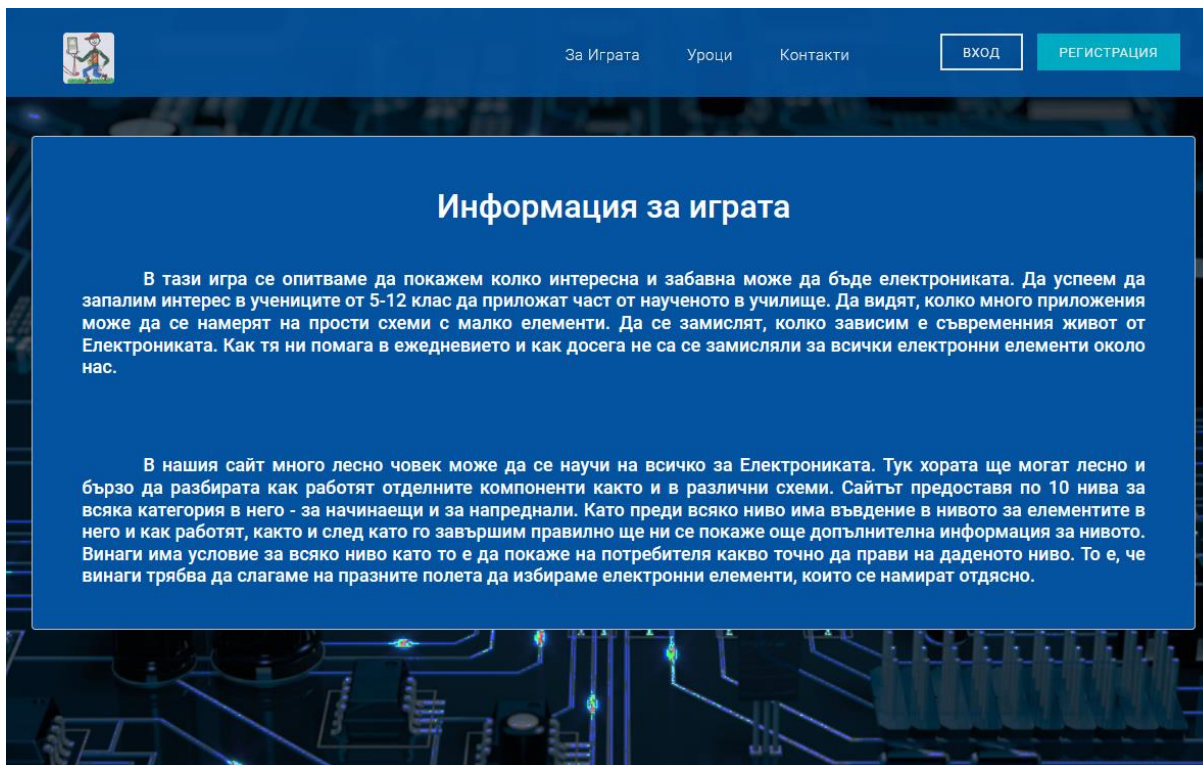 За Играта Уроци Контакти ВХОД РЕГИСТРАЦИЯ
Информация за играта
В тази игра се опитваме да покажем колко интересна и забавна може да бъде електрониката. Да успеем да
запалим интерес в учениците от 5-12 клас да приложат част от наученото в училище. Да видят, колко много приложения
може да се намерят на прости схеми с малко елементи. Да се замислят, колко зависим е съвременния живот от
Електрониката. Как тя ни помага в ежедневието и как досега не са се замисляли за всички електронни елементи около
нас.
В нашия сайт много лесно човек може да се научи на всичко за Електрониката. Тук хората ще могат лесно и
бързо да разбирата как работят отделните компоненти както и в различни схеми. Сайтът предоставя по 10 нива за
всяка категория в него - за начинаещи и за напреднали. Като преди всяко ниво има въвдение в нивото за елементите в
него и как работят, както и след като го завършим правилно ще ни се покаже още допълнителна информация за нивото.
Винаги има условие за всяко ниво като то е да покаже на потребителя какво точно да прави на даденото ниво. То е, че
винаги трябва да слагаме на празните полета да избираме електронни елементи, които се намират отдясно.